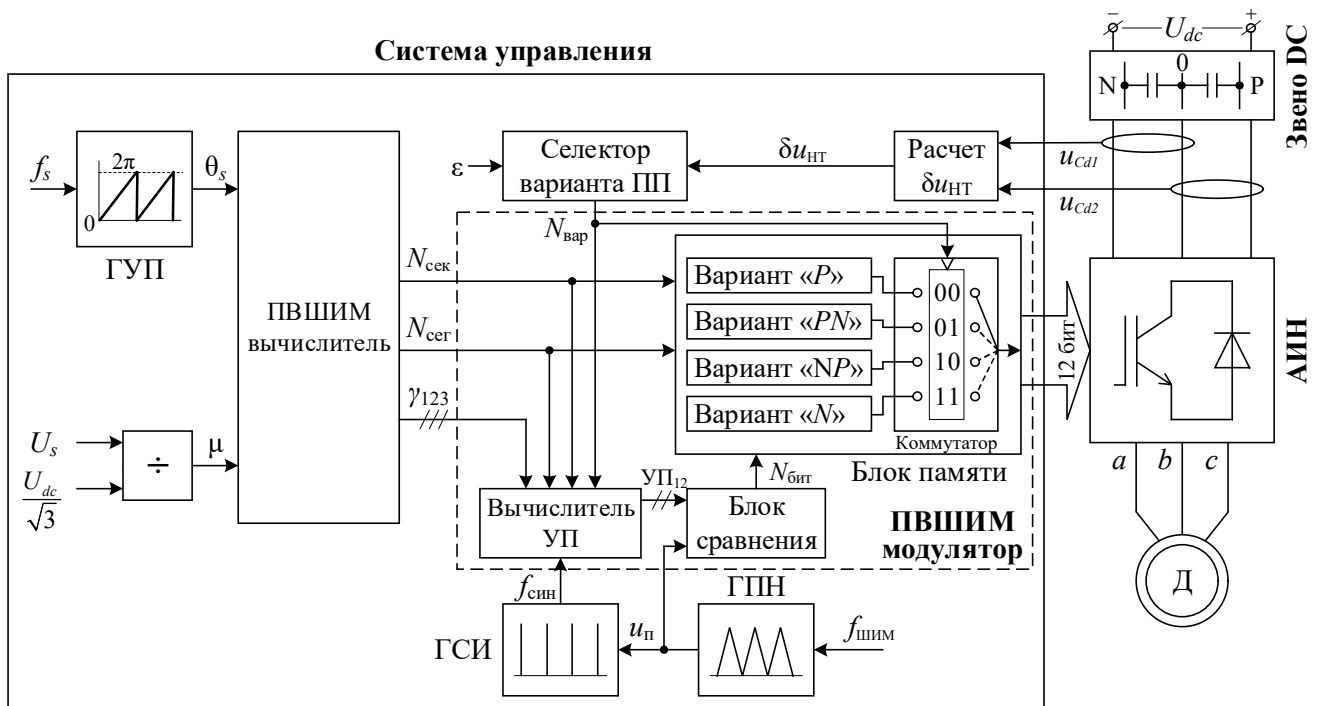 − U_dc +
Звено DC
N 0 P
Система управления
f_s
2π
0
θ_s
ГУП
ε
Селектор
варианта ПП
δu_НТ
Расчет
δu_НТ
u_Cd1
u_Cd2
N_вар
N_сек
N_сег
γ_123
ПВШИМ
вычислитель
Вариант «P»
Вариант «PN»
Вариант «NP»
Вариант «N»
00
01
10
11
Коммутатор
Блок памяти
12 бит
АИН
a b c
U_s
U_dc
√3
÷
μ
Вычислитель
УП
УП_12
N_бит
Блок
сравнения
ПВШИМ
модулятор
f_син
ГПН
ГСИ
u_п
f_ШИМ
Д